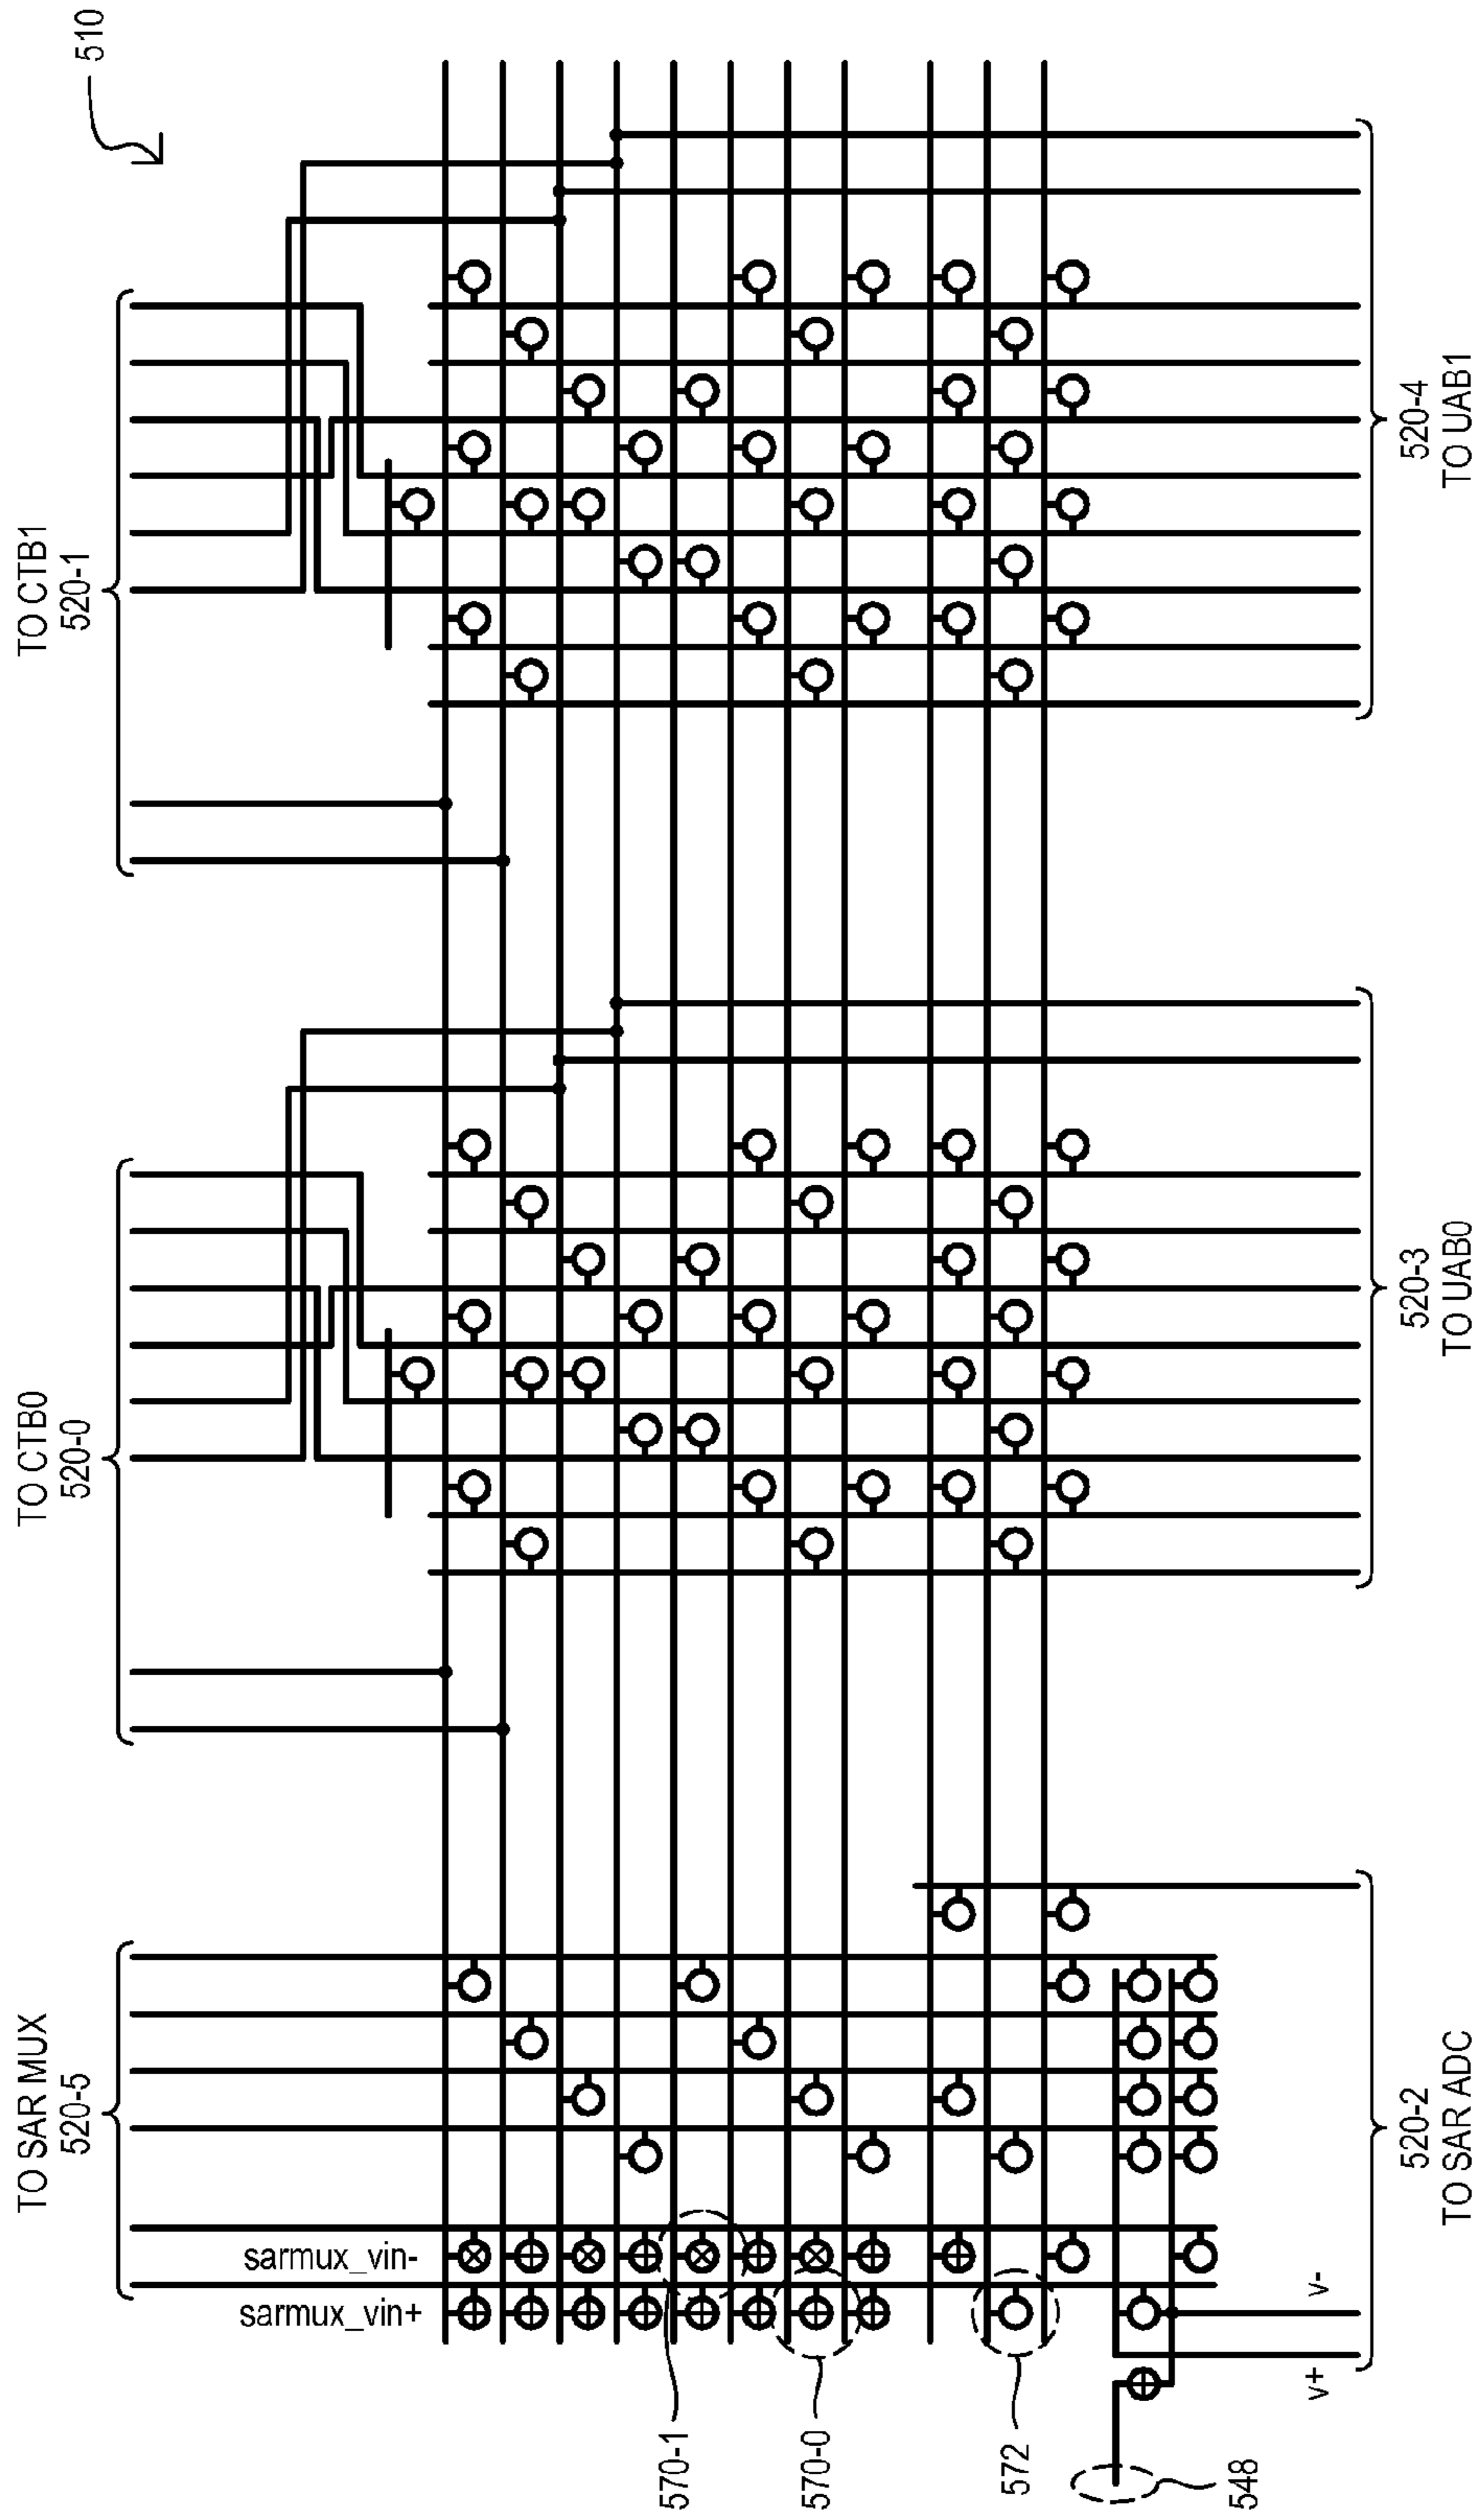 510
TO SAR MUX
520-5
TO CTB0
520-0
TO CTB1
520-1
sarmux_vin-
sarmux_vin+
570-1
570-0
572
548
v+
v-
520-2
TO SAR ADC
520-3
TO UAB0
520-4
TO UAB1